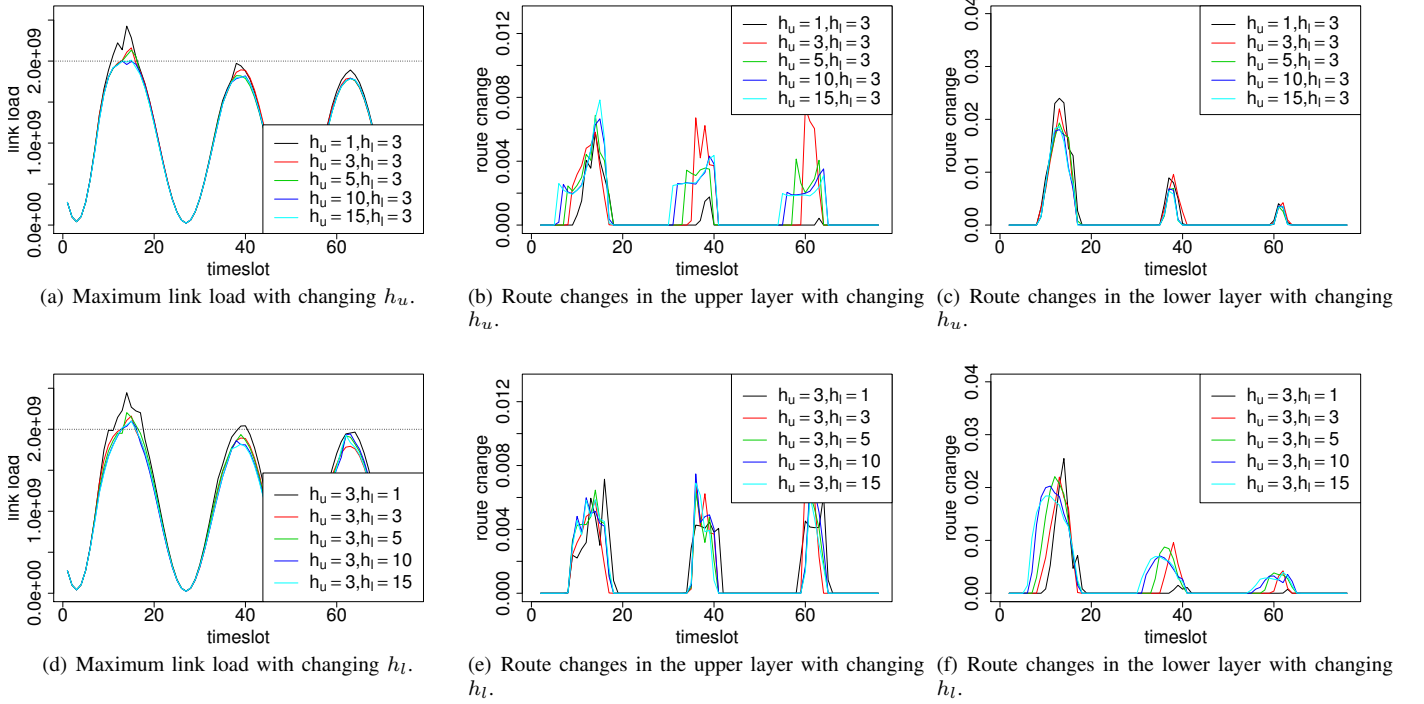 link load
0.0e+00 1.0e+09 2.0e+09
0 20 40 60
timeslot
h_u = 1,h_l = 3
h_u = 3,h_l = 3
h_u = 5,h_l = 3
h_u = 10,h_l = 3
h_u = 15,h_l = 3
(a) Maximum link load with changing h_u.
route change
0.000 0.004 0.008 0.012
0 20 40 60
timeslot
h_u = 1,h_l = 3
h_u = 3,h_l = 3
h_u = 5,h_l = 3
h_u = 10,h_l = 3
h_u = 15,h_l = 3
(b) Route changes in the upper layer with changing
h_u.
route change
0.00 0.01 0.02 0.03 0.04
0 20 40 60
timeslot
h_u = 1,h_l = 3
h_u = 3,h_l = 3
h_u = 5,h_l = 3
h_u = 10,h_l = 3
h_u = 15,h_l = 3
(c) Route changes in the lower layer with changing
h_u.
link load
0.0e+00 1.0e+09 2.0e+09
0 20 40 60
timeslot
h_u = 3,h_l = 1
h_u = 3,h_l = 3
h_u = 3,h_l = 5
h_u = 3,h_l = 10
h_u = 3,h_l = 15
(d) Maximum link load with changing h_l.
route change
0.000 0.004 0.008 0.012
0 20 40 60
timeslot
h_u = 3,h_l = 1
h_u = 3,h_l = 3
h_u = 3,h_l = 5
h_u = 3,h_l = 10
h_u = 3,h_l = 15
(e) Route changes in the upper layer with changing
h_l.
route change
0.00 0.01 0.02 0.03 0.04
0 20 40 60
timeslot
h_u = 3,h_l = 1
h_u = 3,h_l = 3
h_u = 3,h_l = 5
h_u = 3,h_l = 10
h_u = 3,h_l = 15
(f) Route changes in the lower layer with changing
h_l.